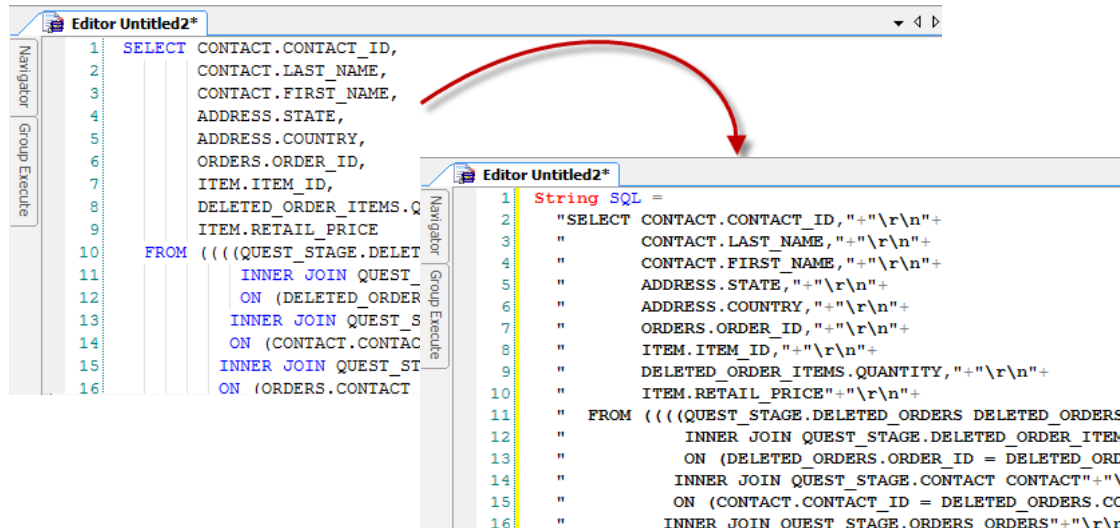 Editor Untitled2*
Navigator
Group Execute
1 SELECT CONTACT.CONTACT_ID,
2 CONTACT.LAST_NAME,
3 CONTACT.FIRST_NAME,
4 ADDRESS.STATE,
5 ADDRESS.COUNTRY,
6 ORDERS.ORDER_ID,
7 ITEM.ITEM_ID,
8 DELETED_ORDER_ITEMS.Q
9 ITEM.RETAIL_PRICE
10 FROM ((((QUEST_STAGE.DELET
11 INNER JOIN QUEST_
12 ON (DELETED_ORDER
13 INNER JOIN QUEST_S
14 ON (CONTACT.CONTAC
15 INNER JOIN QUEST_ST
16 ON (ORDERS.CONTACT
Editor Untitled2*
Navigator
Group Execute
1 String SQL =
2 "SELECT CONTACT.CONTACT_ID,"+"\r\n"+
3 " CONTACT.LAST_NAME,"+"\r\n"+
4 " CONTACT.FIRST_NAME,"+"\r\n"+
5 " ADDRESS.STATE,"+"\r\n"+
6 " ADDRESS.COUNTRY,"+"\r\n"+
7 " ORDERS.ORDER_ID,"+"\r\n"+
8 " ITEM.ITEM_ID,"+"\r\n"+
9 " DELETED_ORDER_ITEMS.QUANTITY,"+"\r\n"+
10 " ITEM.RETAIL_PRICE"+"\r\n"+
11 " FROM ((((QUEST_STAGE.DELETED_ORDERS DELETED_ORDERS
12 " INNER JOIN QUEST_STAGE.DELETED_ORDER_ITEM
13 " ON (DELETED_ORDERS.ORDER_ID = DELETED_ORD
14 " INNER JOIN QUEST_STAGE.CONTACT CONTACT"+"\
15 " ON (CONTACT.CONTACT_ID = DELETED_ORDERS.CO
16 " INNER JOIN QUEST_STAGE.ORDERS ORDERS"+"\r\n